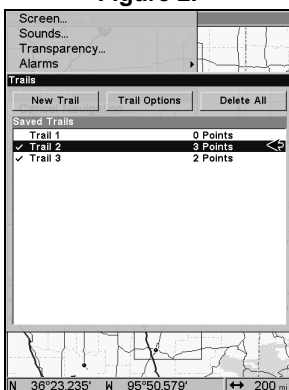 Figure 2.
Screen...
Sounds...
Transparency...
Alarms
Trails
New Trail Trail Options Delete All
Saved Trails
Trail 1 0 Points
✓ Trail 2 3 Points
✓ Trail 3 2 Points
N 36°23.235' W 95°50.579' ↔ 200 mi